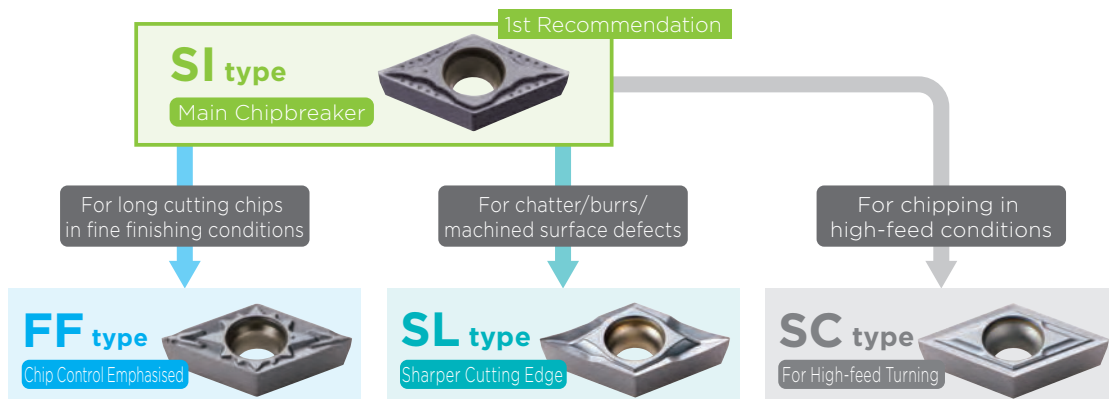 1st Recommendation
SI type
Main Chipbreaker
For long cutting chips
in fine finishing conditions
For chatter/burrs/
machined surface defects
For chipping in
high-feed conditions
FF type
Chip Control Emphasised
SL type
Sharper Cutting Edge
SC type
For High-feed Turning